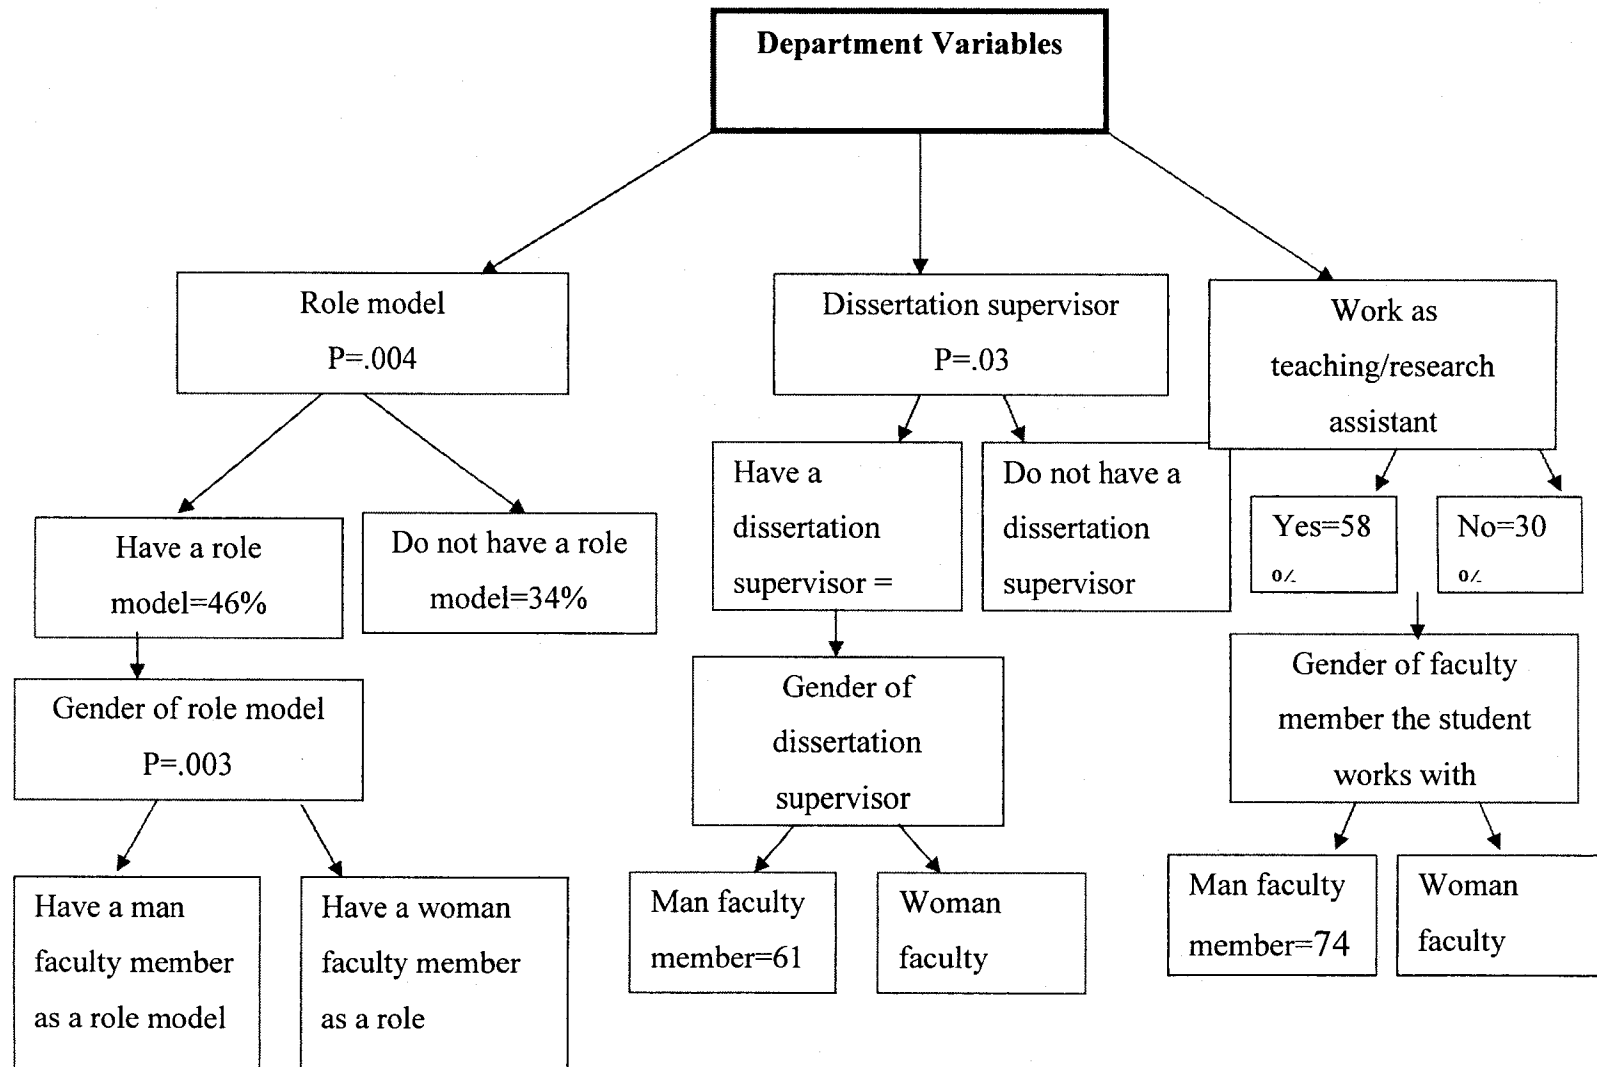 Department Variables
Role model
P=.004
Dissertation supervisor
P=.03
Work as
teaching/research
assistant
Have a role
model=46%
Do not have a role
model=34%
Have a
dissertation
supervisor =
Do not have a
dissertation
supervisor
Yes=58
%
No=30
%
Gender of role model
P=.003
Gender of
dissertation
supervisor
Gender of faculty
member the student
works with
Have a man
faculty member
as a role model
Have a woman
faculty member
as a role
Man faculty
member=61
Woman
faculty
Man faculty
member=74
Woman
faculty